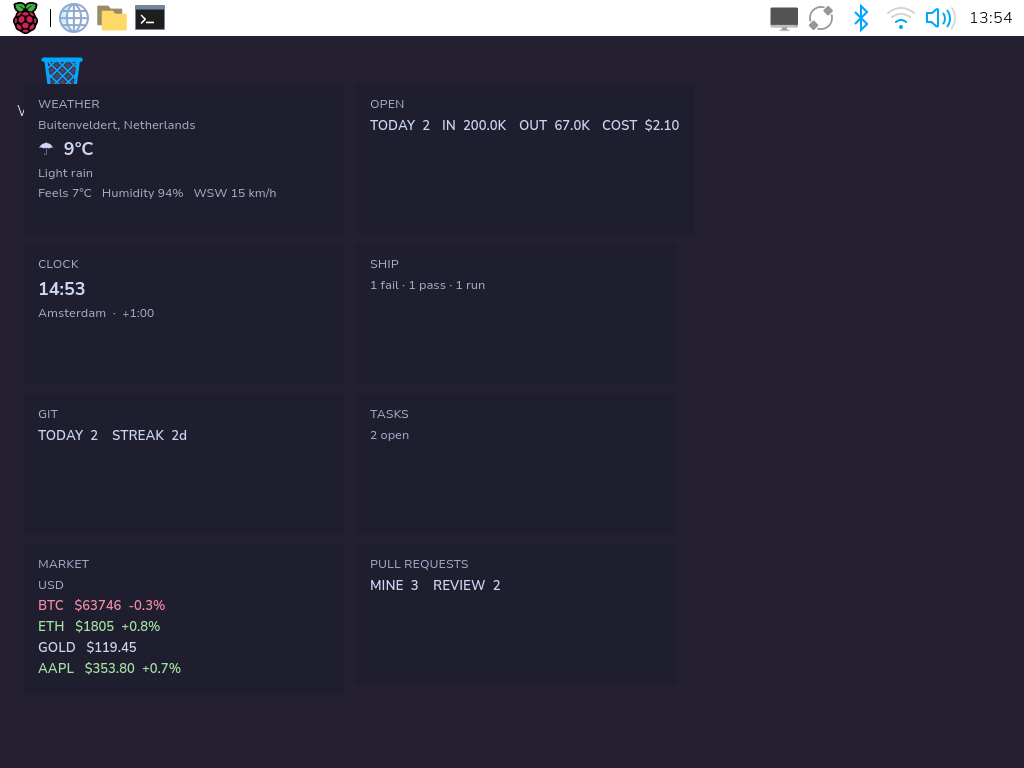 13:54
WEATHER
Buitenveldert, Netherlands
9°C
Light rain
Feels 7°C Humidity 94% WSW 15 km/h
OPEN
TODAY 2 IN 200.0K OUT 67.0K COST $2.10
CLOCK
14:53
Amsterdam · +1:00
SHIP
1 fail · 1 pass · 1 run
GIT
TODAY 2 STREAK 2d
TASKS
2 open
MARKET
USD
BTC $63746 -0.3%
ETH $1805 +0.8%
GOLD $119.45
AAPL $353.80 +0.7%
PULL REQUESTS
MINE 3 REVIEW 2